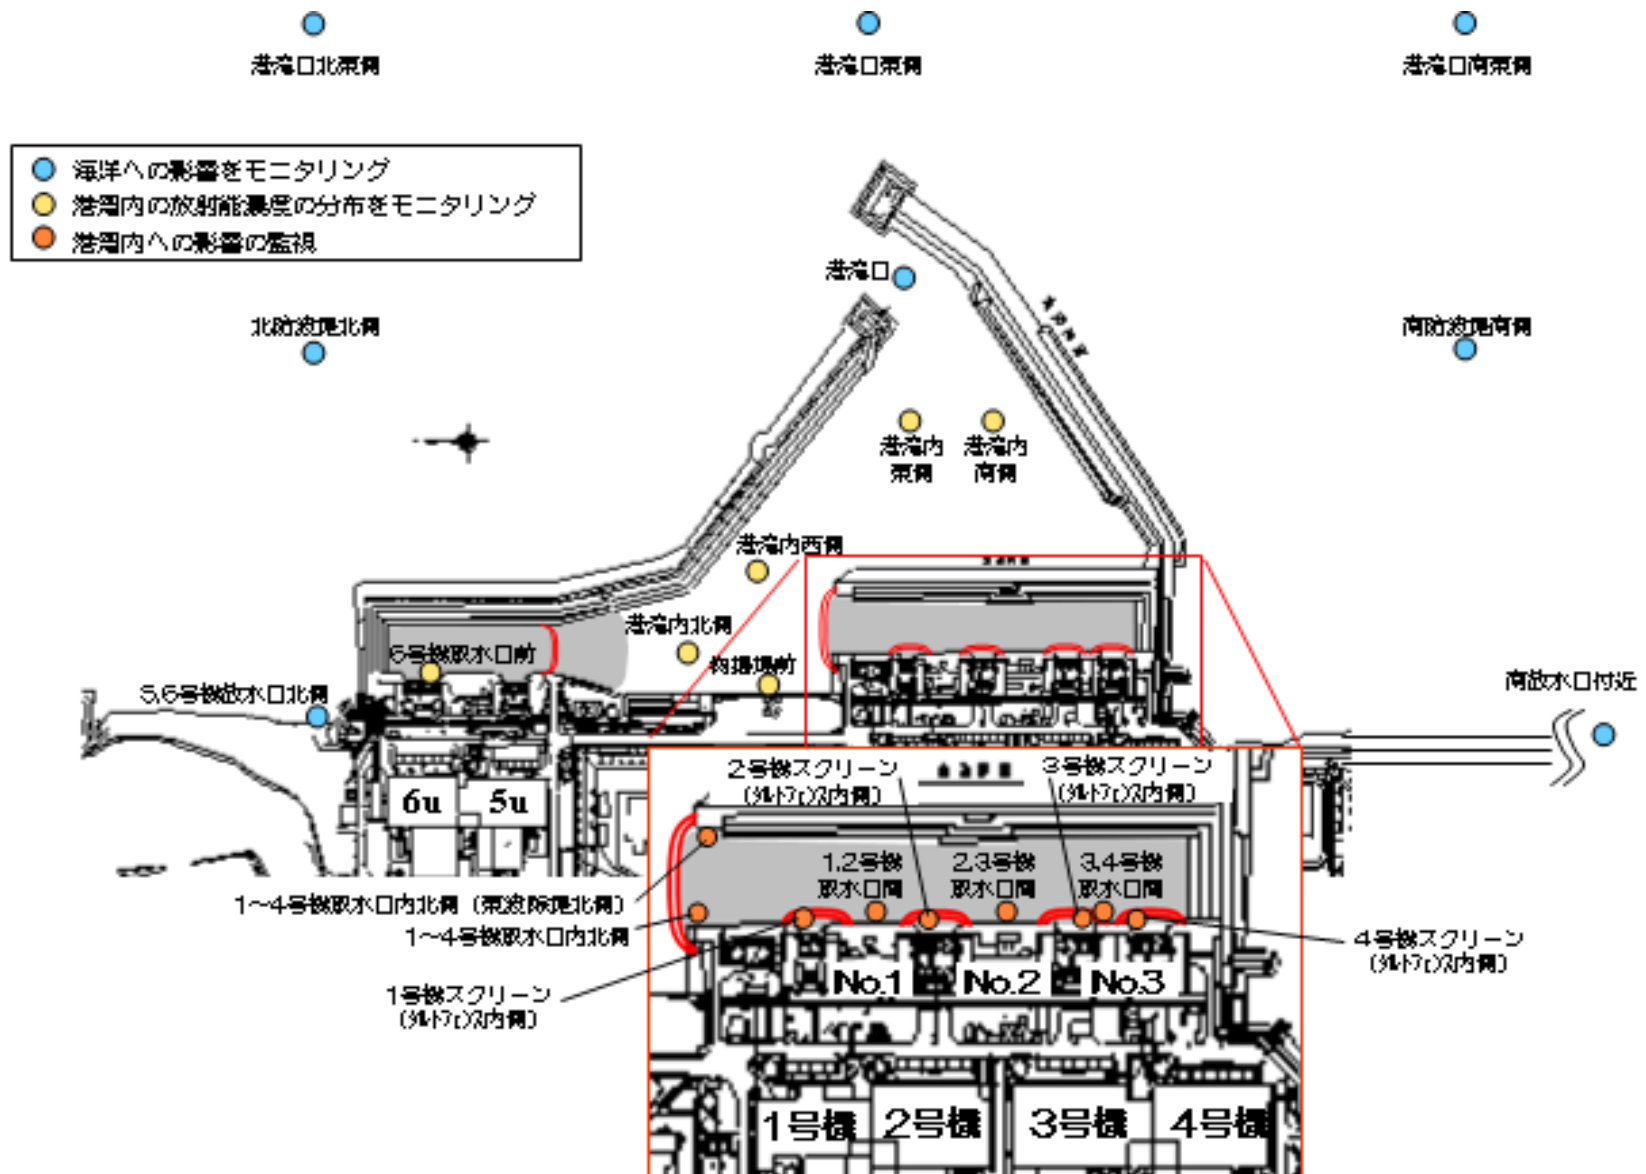 港湾口北東側
港湾口東側
港湾口南東側
海洋への影響をモニタリング
港湾内の放射能濃度の分布をモニタリング
港湾内への影響の監視
港湾口
北防波堤北側
南防波堤南側
港湾内
東側
港湾内
南側
港湾内西側
港湾内北側
6号機取水口前
物揚場前
5,6号機放水口北側
南放水口付近
6u
5u
2号機スクリーン
(シルトフェンス内側)
3号機スクリーン
(シルトフェンス内側)
1,2号機
取水口間
2,3号機
取水口間
3,4号機
取水口間
1～4号機取水口内北側（東波除堤北側）
1～4号機取水口内北側
4号機スクリーン
(シルトフェンス内側)
1号機スクリーン
(シルトフェンス内側)
No.1
No.2
No.3
1号機
2号機
3号機
4号機